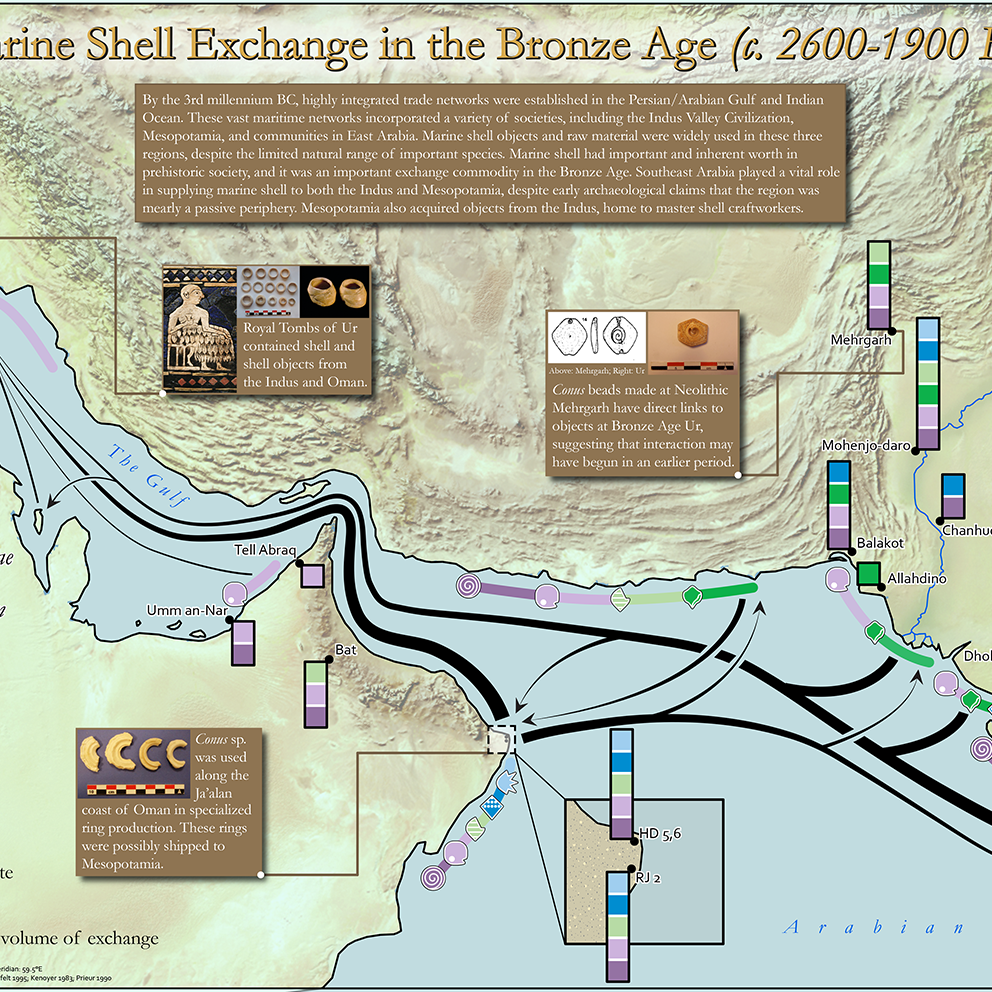 rine Shell Exchange in the Bronze Age (c. 2600-1900
By the 3rd millennium BC, highly integrated trade networks were established in the Persian/Arabian Gulf and Indian
Ocean. These vast maritime networks incorporated a variety of societies, including the Indus Valley Civilization,
Mesopotamia, and communities in East Arabia. Marine shell objects and raw material were widely used in these three
regions, despite the limited natural range of important species. Marine shell had important and inherent worth in
prehistoric society, and it was an important exchange commodity in the Bronze Age. Southeast Arabia played a vital role
in supplying marine shell to both the Indus and Mesopotamia, despite early archaeological claims that the region was
mearly a passive periphery. Mesopotamia also acquired objects from the Indus, home to master shell craftworkers.
Royal Tombs of Ur
contained shell and
shell objects from
the Indus and Oman.
Above: Mehrgarh; Right: Ur
Conus beads made at Neolithic
Mehrgarh have direct links to
objects at Bronze Age Ur,
suggesting that interaction may
have begun in an earlier period.
Mehrgarh
Mohenjo-daro
Chanhu
Balakot
Allahdino
Dhol
The Gulf
Tell Abraq
Umm an-Nar
Bat
Conus sp.
was used
along the
Ja'alan
coast of Oman in specialized
ring production. These rings
were possibly shipped to
Mesopotamia.
HD 5,6
RJ 2
Arabian
te
volume of exchange
ridian: 59.5°E
felt 1995; Kenoyer 1983; Prieur 1990